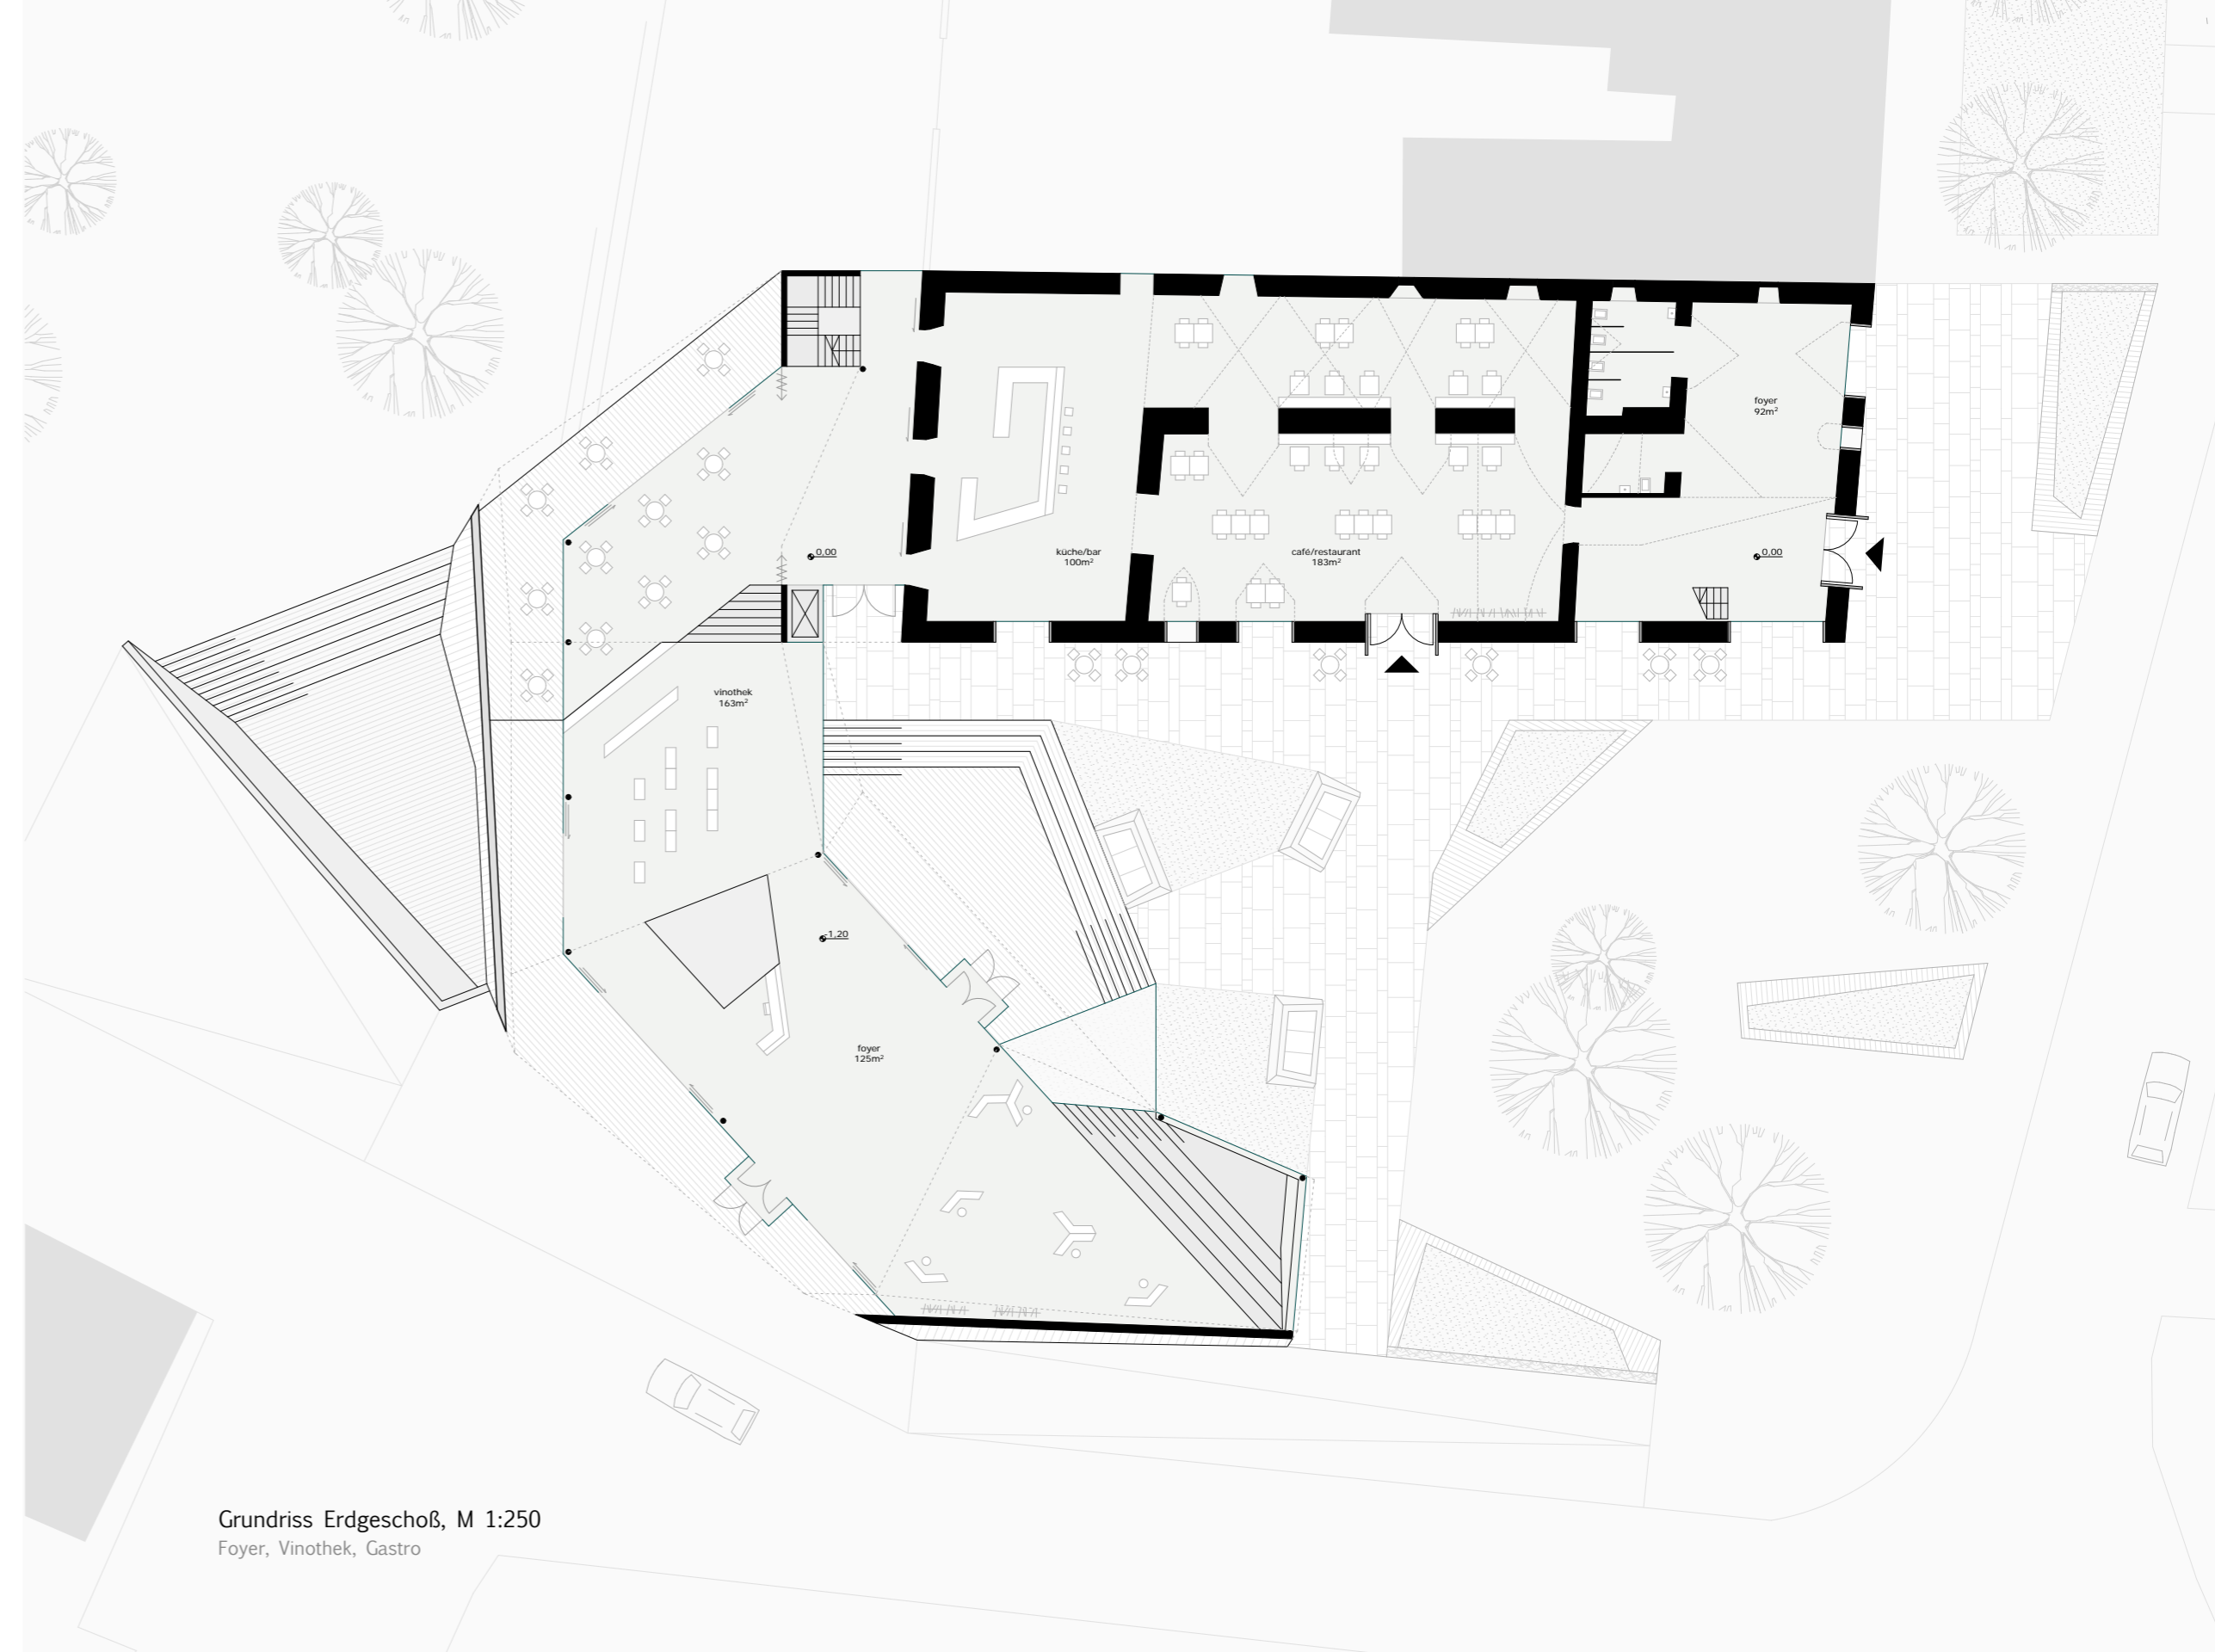 foyer
92m²
0,00
küche/bar
100m²
café/restaurant
183m²
0,00
vinothek
163m²
-1,20
foyer
125m²
Grundriss Erdgeschoß, M 1:250
Foyer, Vinothek, Gastro